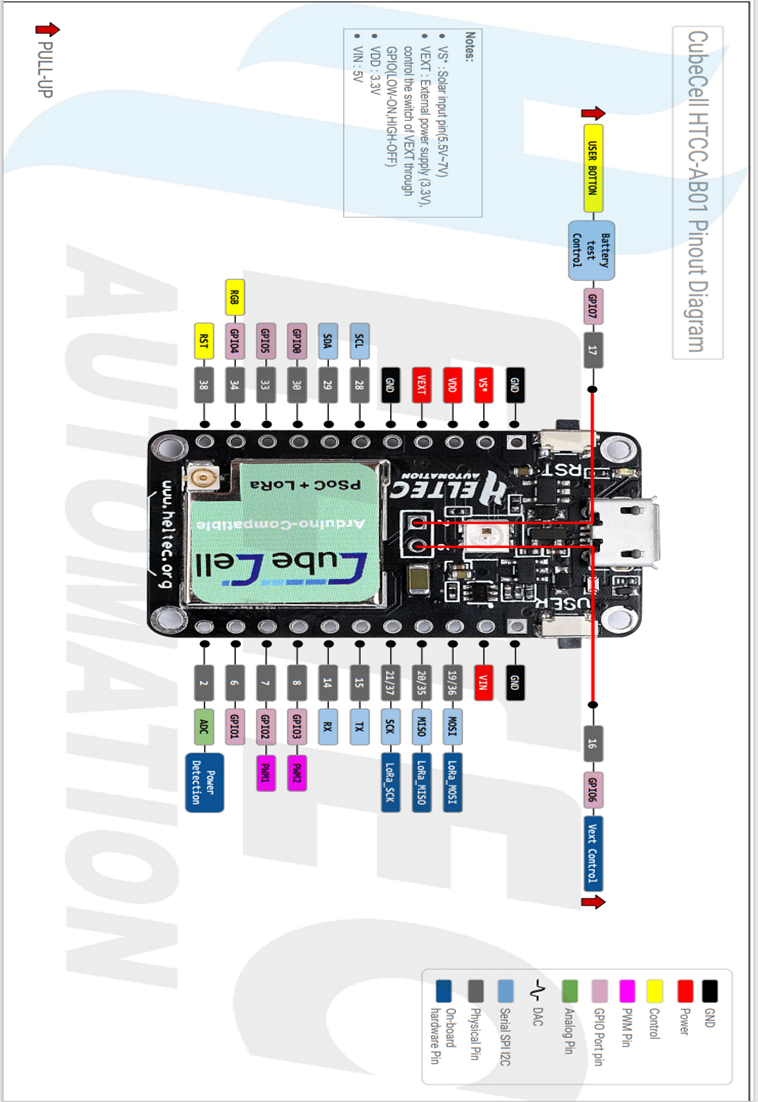 CubeCell HTCC-AB01 Pinout Diagram
PULL-UP
Notes:
VS* :Solar input pin(5.5V~7V)
VEXT : External power supply (3.3V),
control the switch of VEXT through
GPIO(LOW-ON,HIGH-OFF)
VDD : 3.3V
VIN : 5V
USER BOTTON
Battery
test
Control
GPIO7
17
GND
VS*
VDD
VEXT
GND
SCL 28
SDA 29
GPIO0 30
GPIO5 33
RGB GPIO4 34
RST 38
RST
USER
HELTEC
AUTOMATION
PSoC + LoRa
Arduino-Compatible
Cube Cell
www.heltec.org
GND
VIN
19/36 MOSI LoRa_MOSI
20/35 MISO LoRa_MISO
21/37 SCK LoRa_SCK
15 TX
14 RX
8 GPIO3 PWM2
7 GPIO2 PWM1
6 GPIO1
2 ADC Power
Detection
16
GPIO6
Vext Control
GND
Power
Control
PWM Pin
GPIO Port pin
Analog Pin
DAC
Serial SPI I2C
Physical Pin
On-board
hardware Pin
AUTOMATION